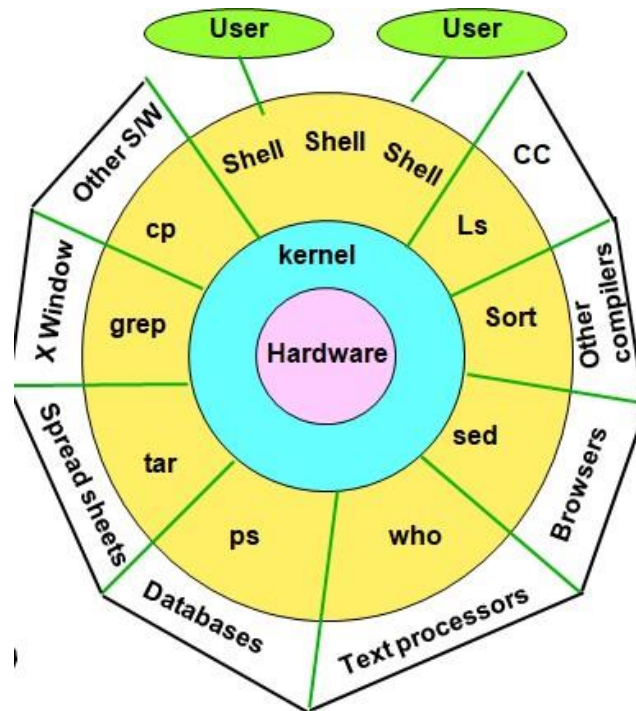 User
User
Shell
Shell
Shell
Other S/W
CC
cp
Ls
kernel
X Window
grep
Sort
Other
compilers
Hardware
Spread sheets
tar
sed
Browsers
ps
who
Databases
Text processors
)